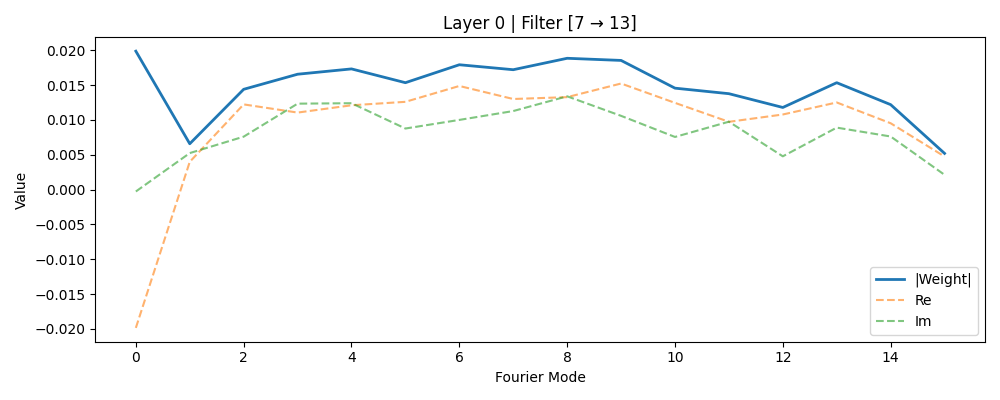 Layer 0 | Filter [7 → 13]
0.020
0.015
0.010
0.005
0.000
−0.005
−0.010
−0.015
−0.020
Value
0 2 4 6 8 10 12 14
Fourier Mode
|Weight|
Re
Im